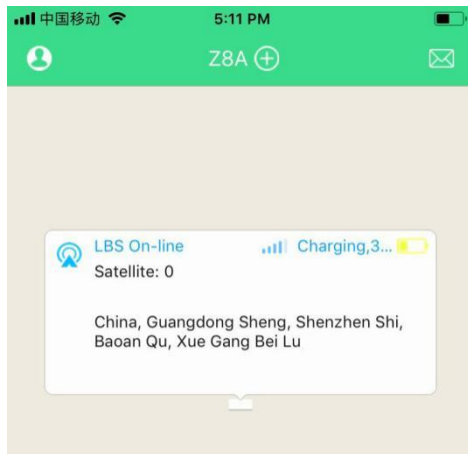 中国移动
5:11 PM
Z8A
LBS On-line
Charging,3...
Satellite: 0
China, Guangdong Sheng, Shenzhen Shi,
Baoan Qu, Xue Gang Bei Lu